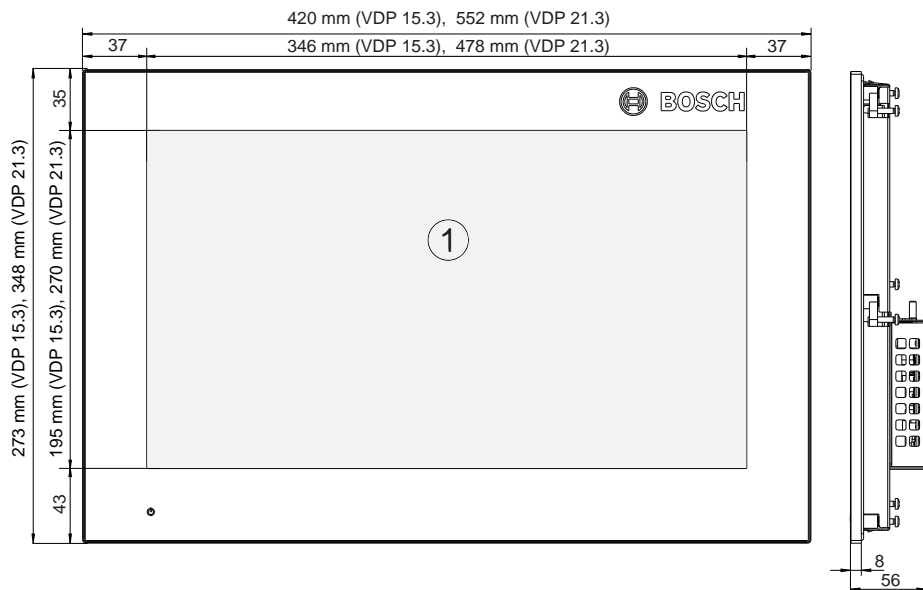 420 mm (VDP 15.3), 552 mm (VDP 21.3)
37
346 mm (VDP 15.3), 478 mm (VDP 21.3)
37
BOSCH
35
273 mm (VDP 15.3), 348 mm (VDP 21.3)
195 mm (VDP 15.3), 270 mm (VDP 21.3)
1
43
8
56